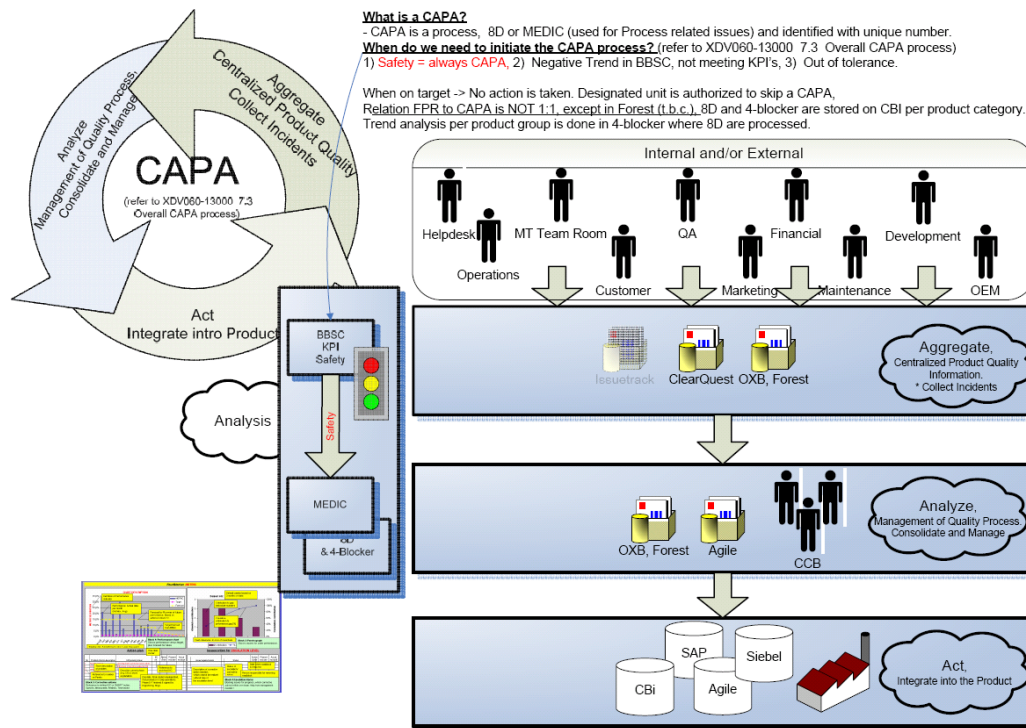 What is a CAPA?
- CAPA is a process, 8D or MEDIC (used for Process related issues) and identified with unique number.
When do we need to initiate the CAPA process? (refer to XDV060-13000 7.3 Overall CAPA process)
1) Safety = always CAPA, 2) Negative Trend in BBSC, not meeting KPI's, 3) Out of tolerance.
When on target -> No action is taken. Designated unit is authorized to skip a CAPA,
Relation FPR to CAPA is NOT 1:1, except in Forest (t.b.c.), 8D and 4-blocker are stored on CBI per product category.
Trend analysis per product group is done in 4-blocker where 8D are processed.
Analyze
Management of Quality Process,
Consolidate and Manage
Aggregate
Centralized Product Quality
Collect Incidents
CAPA
(refer to XDV060-13000 7.3
Overall CAPA process)
Act
Integrate intro Product
Internal and/or External
Helpdesk
MT Team Room
QA
Financial
Development
Operations
Customer
Marketing
Maintenance
OEM
BBSC
KPI
Safety
Safety
Analysis
MEDIC
8D
& 4-Blocker
Issuetrack
ClearQuest
OXB, Forest
Aggregate,
Centralized Product Quality
Information.
* Collect Incidents
OXB, Forest
Agile
CCB
Analyze,
Management of Quality Process.
Consolidate and Manage
SAP
Siebel
CBi
Agile
Act,
Integrate into the Product